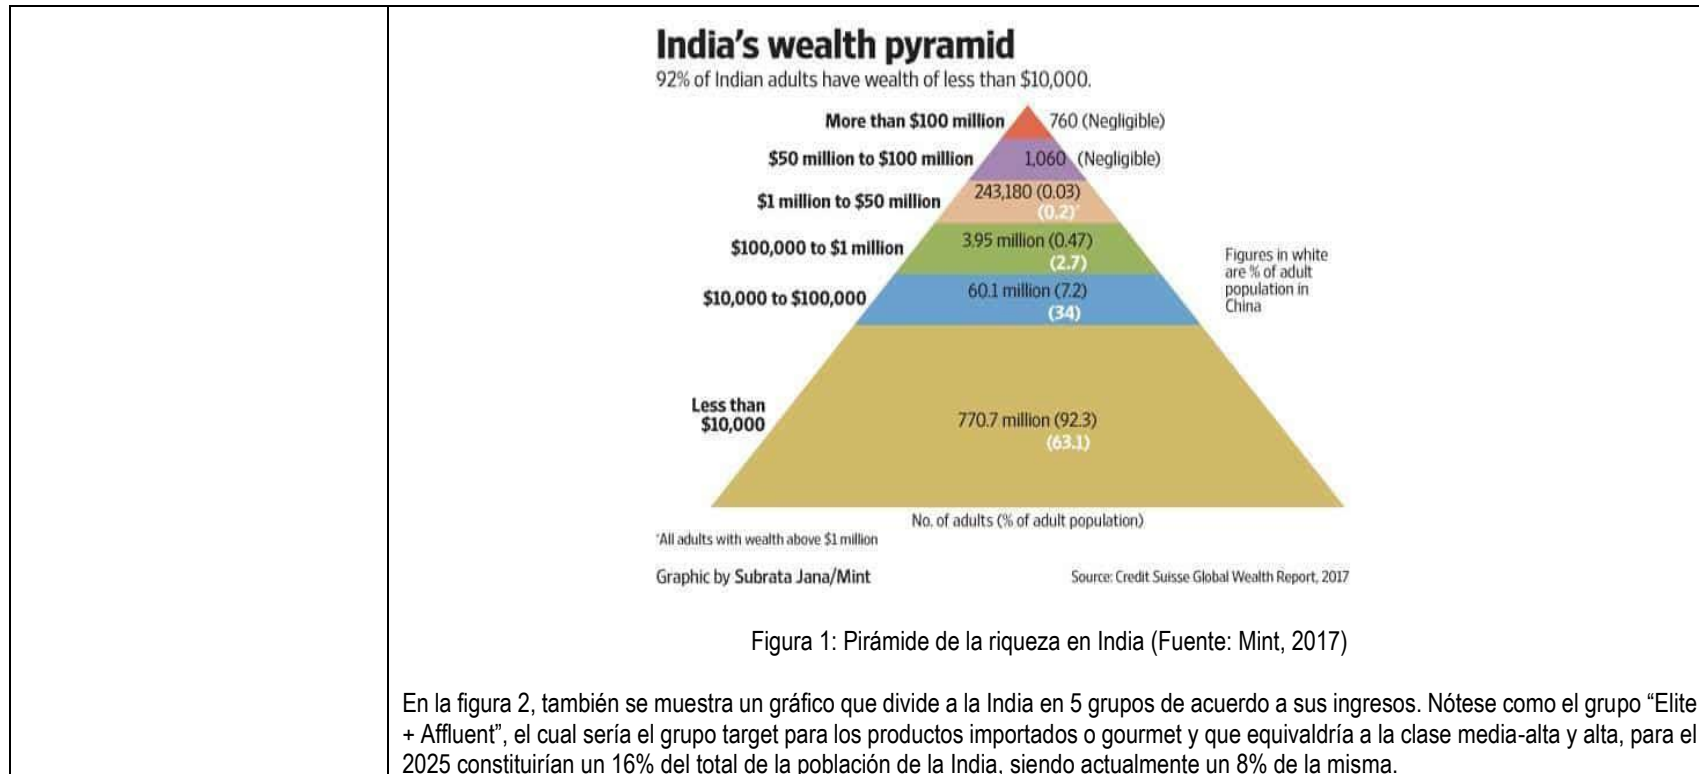 India's wealth pyramid
92% of Indian adults have wealth of less than $10,000.
More than $100 million 760 (Negligible)
$50 million to $100 million 1,060 (Negligible)
$1 million to $50 million 243,180 (0.03)
(0.2)*
$100,000 to $1 million 3.95 million (0.47)
(2.7)
$10,000 to $100,000 60.1 million (7.2)
(34)
Figures in white
are % of adult
population in
China
Less than
$10,000
770.7 million (92.3)
(63.1)
No. of adults (% of adult population)
*All adults with wealth above $1 million
Graphic by Subrata Jana/Mint Source: Credit Suisse Global Wealth Report, 2017
Figura 1: Pirámide de la riqueza en India (Fuente: Mint, 2017)
En la figura 2, también se muestra un gráfico que divide a la India en 5 grupos de acuerdo a sus ingresos. Nótese como el grupo “Elite
+ Affluent”, el cual sería el grupo target para los productos importados o gourmet y que equivaldría a la clase media-alta y alta, para el
2025 constituirían un 16% del total de la población de la India, siendo actualmente un 8% de la misma.